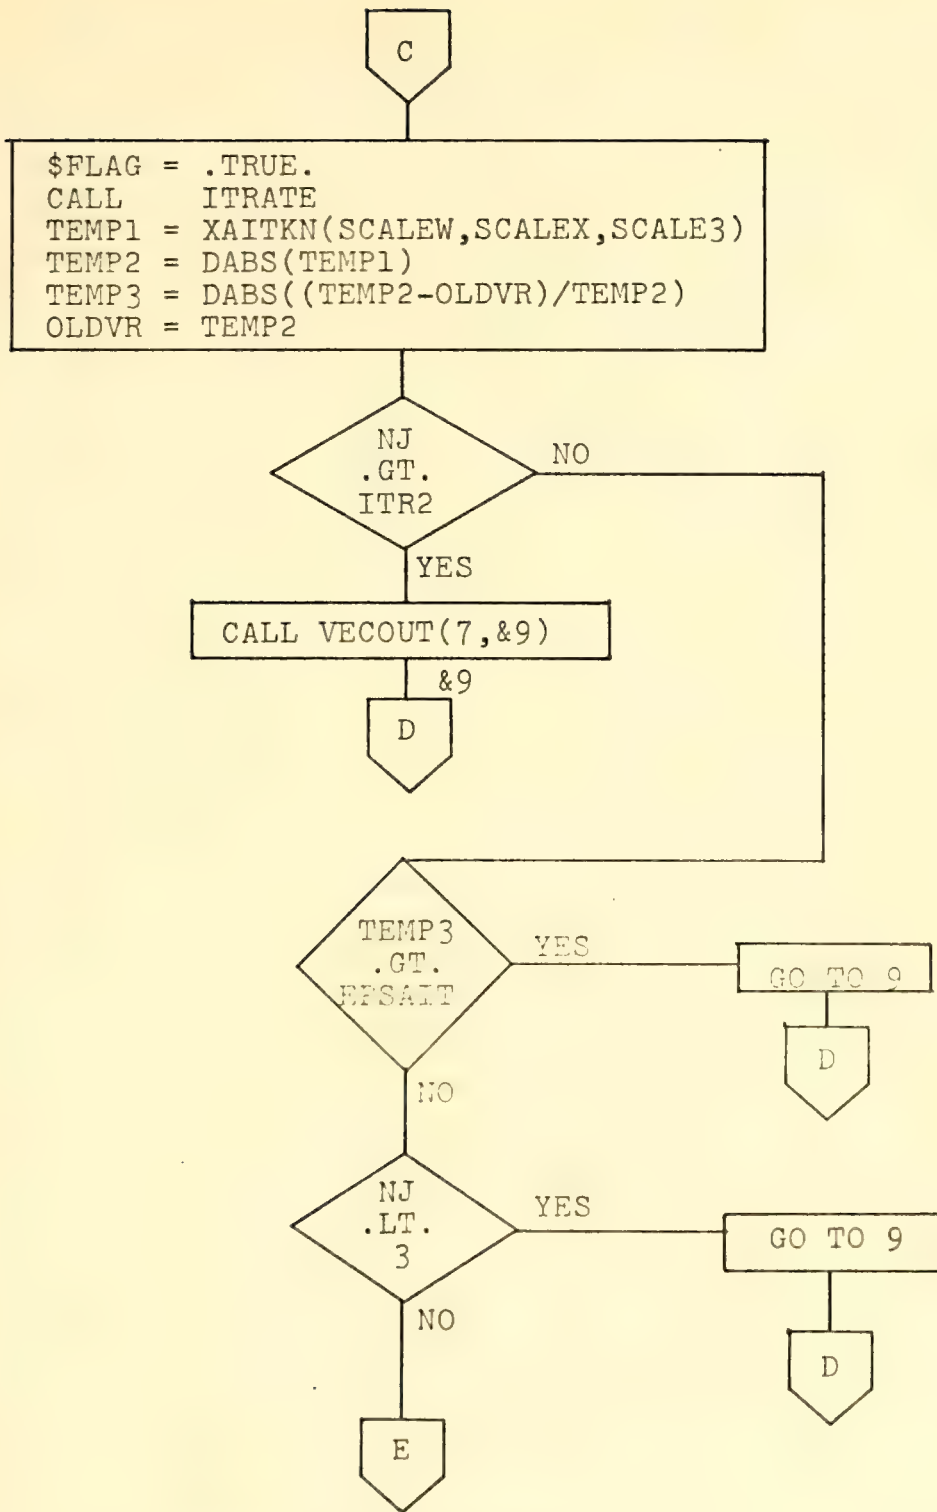 C
$FLAG = .TRUE.
CALL ITRATE
TEMP1 = XAITKN(SCALEW,SCALEX,SCALE3)
TEMP2 = DABS(TEMP1)
TEMP3 = DABS((TEMP2-OLDVR)/TEMP2)
OLDVR = TEMP2
NJ
.GT.
ITR2
NO
YES
CALL VECOUT(7,&9)
&9
D
TEMP3
.GT.
EPSAIT
YES
GO TO 9
D
NO
NJ
.LT.
3
YES
GO TO 9
D
NO
E